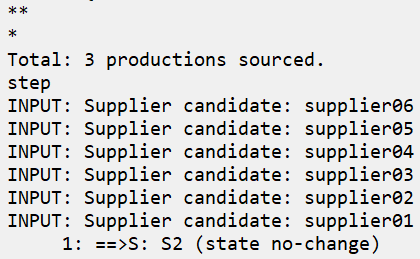 **
*
Total: 3 productions sourced.
step
INPUT: Supplier candidate: supplier06
INPUT: Supplier candidate: supplier05
INPUT: Supplier candidate: supplier04
INPUT: Supplier candidate: supplier03
INPUT: Supplier candidate: supplier02
INPUT: Supplier candidate: supplier01
     1: ==>S: S2 (state no-change)